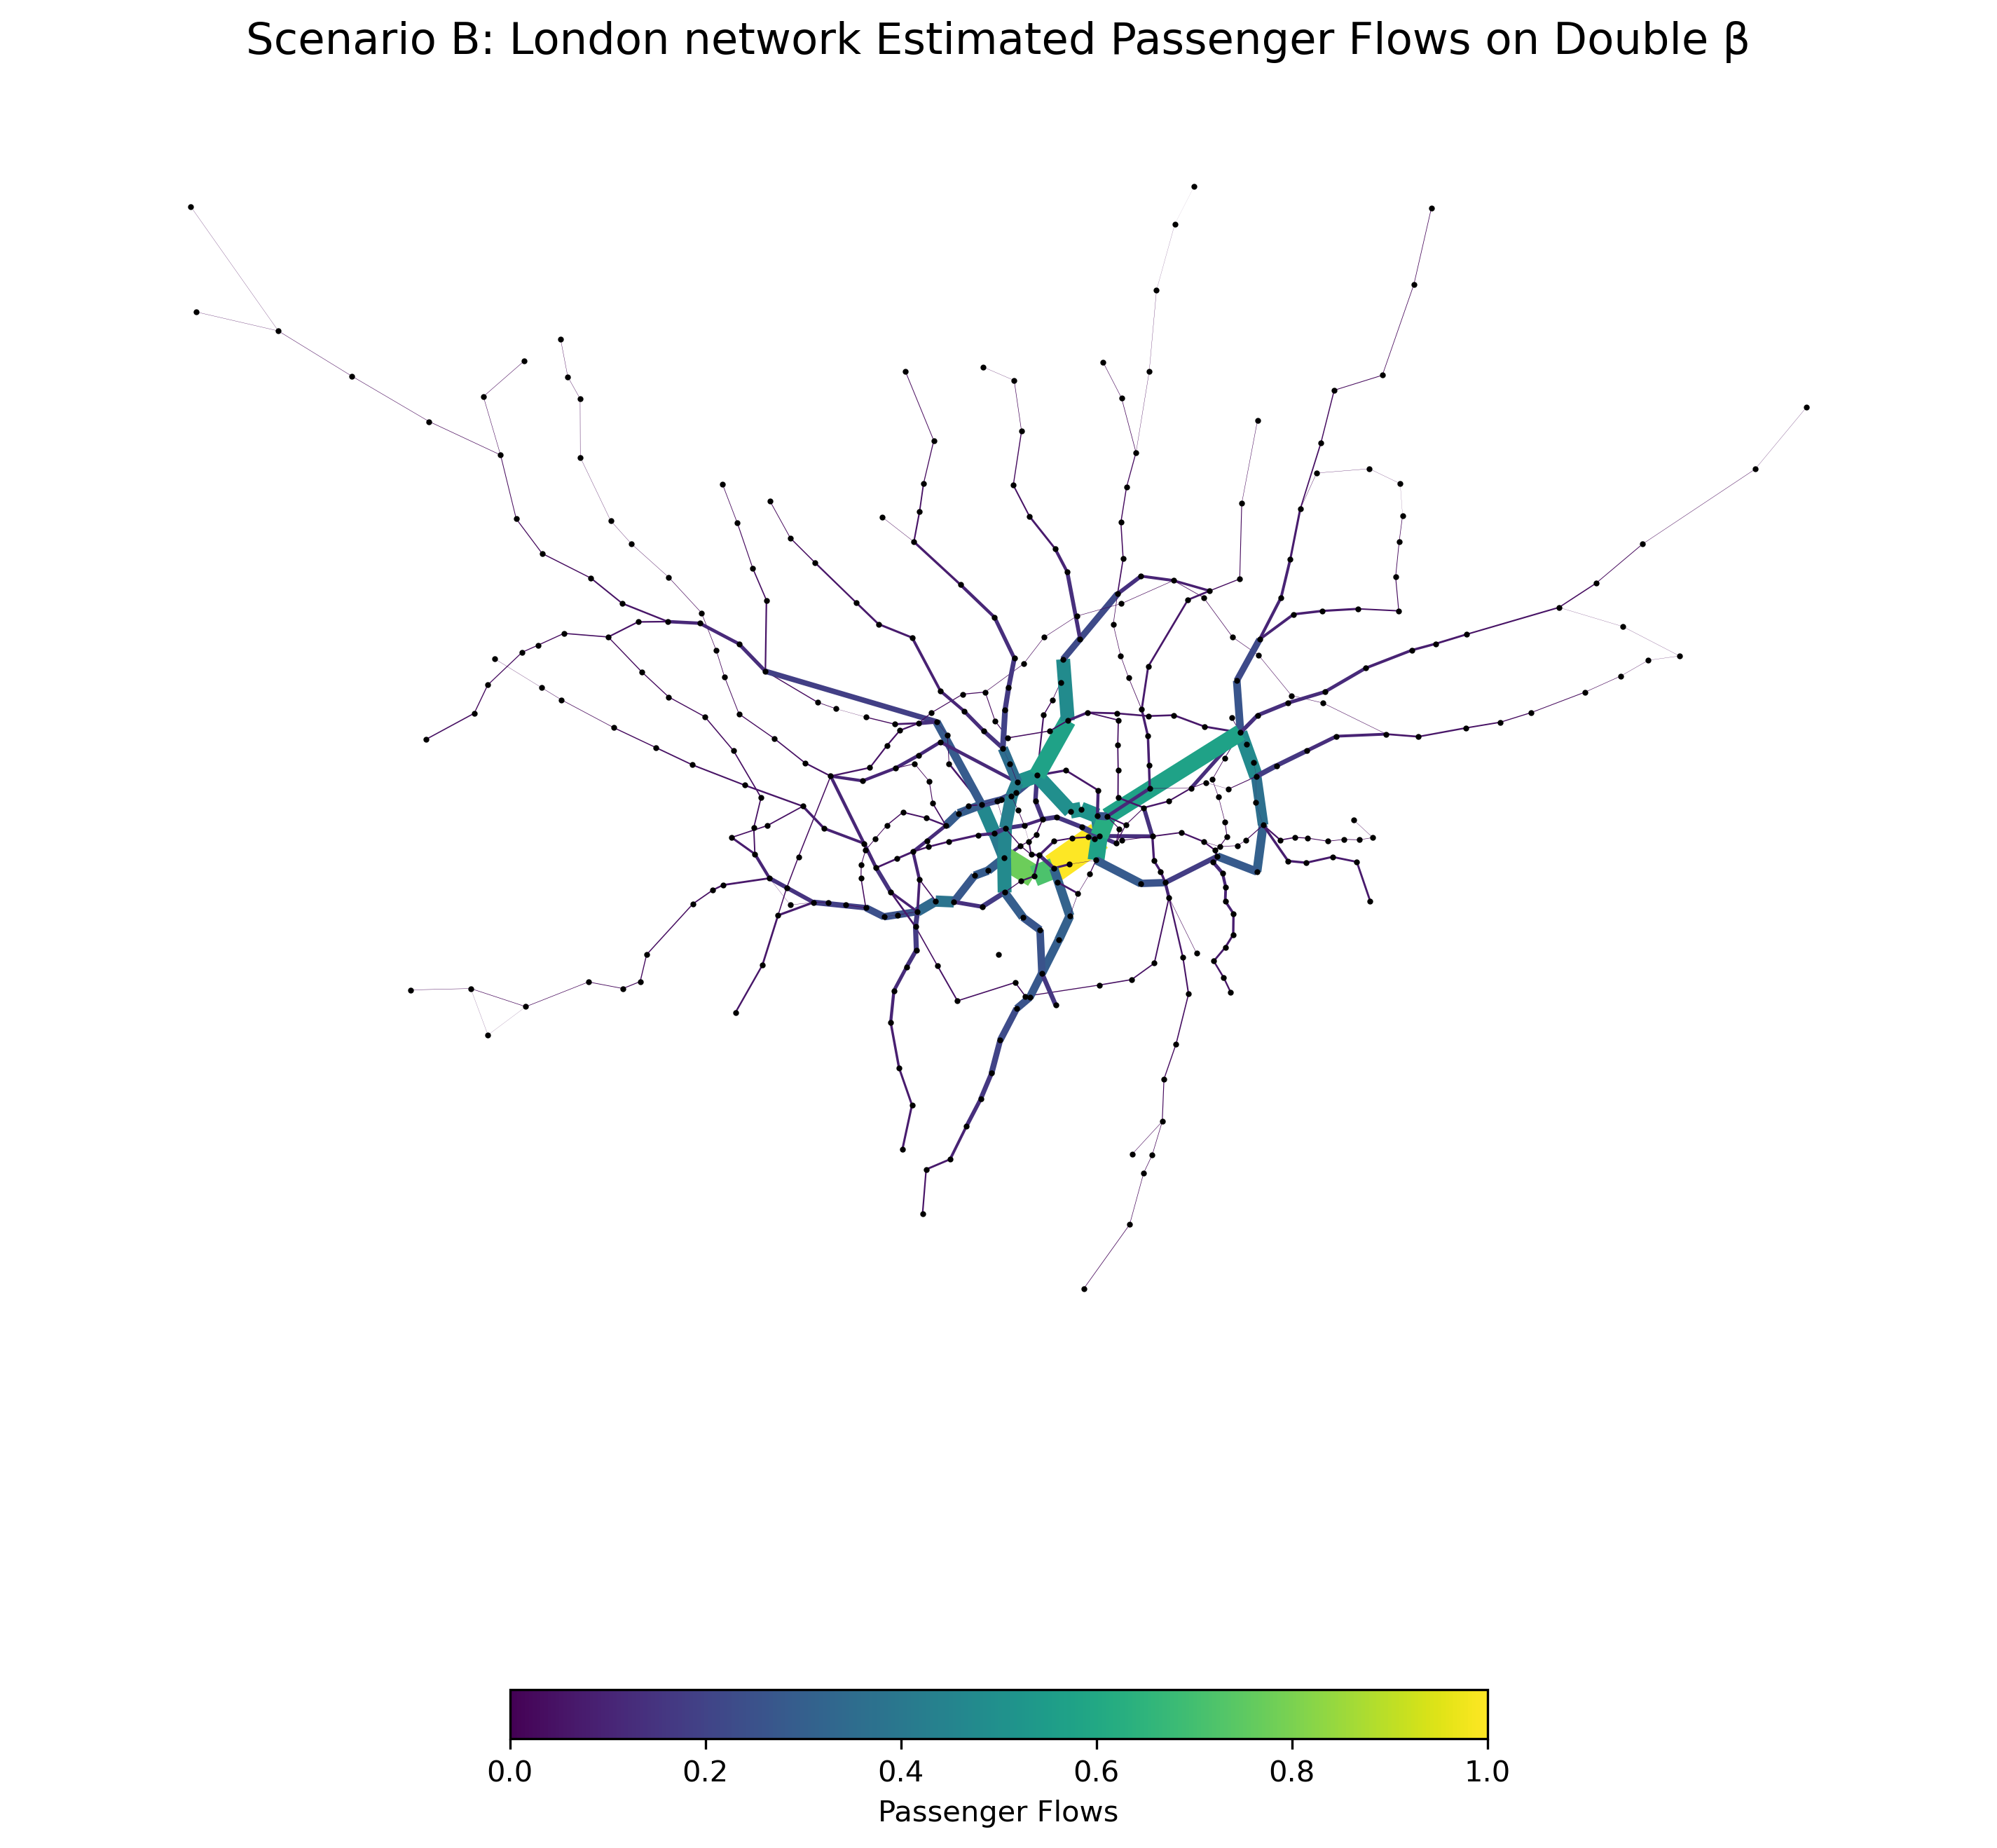 Scenario B: London network Estimated Passenger Flows on Double β
0.0 0.2 0.4 0.6 0.8 1.0
Passenger Flows